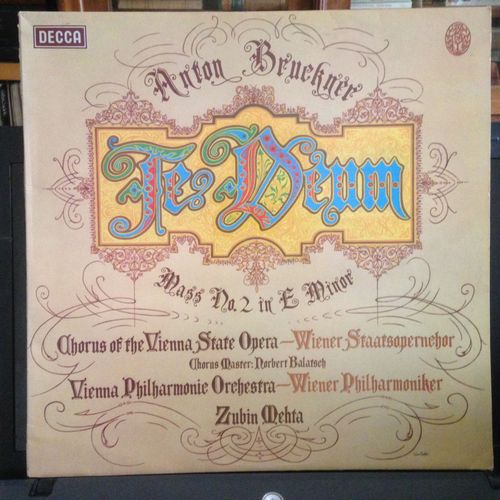 DECCA
Anton Bruckner
Te Deum
Mass No. 2 in E Minor
Chorus of the Vienna State Opera—Wiener Staatsopernchor
Chorus Master: Norbert Balatsch
Vienna Philharmonic Orchestra—Wiener Philharmoniker
Zubin Mehta